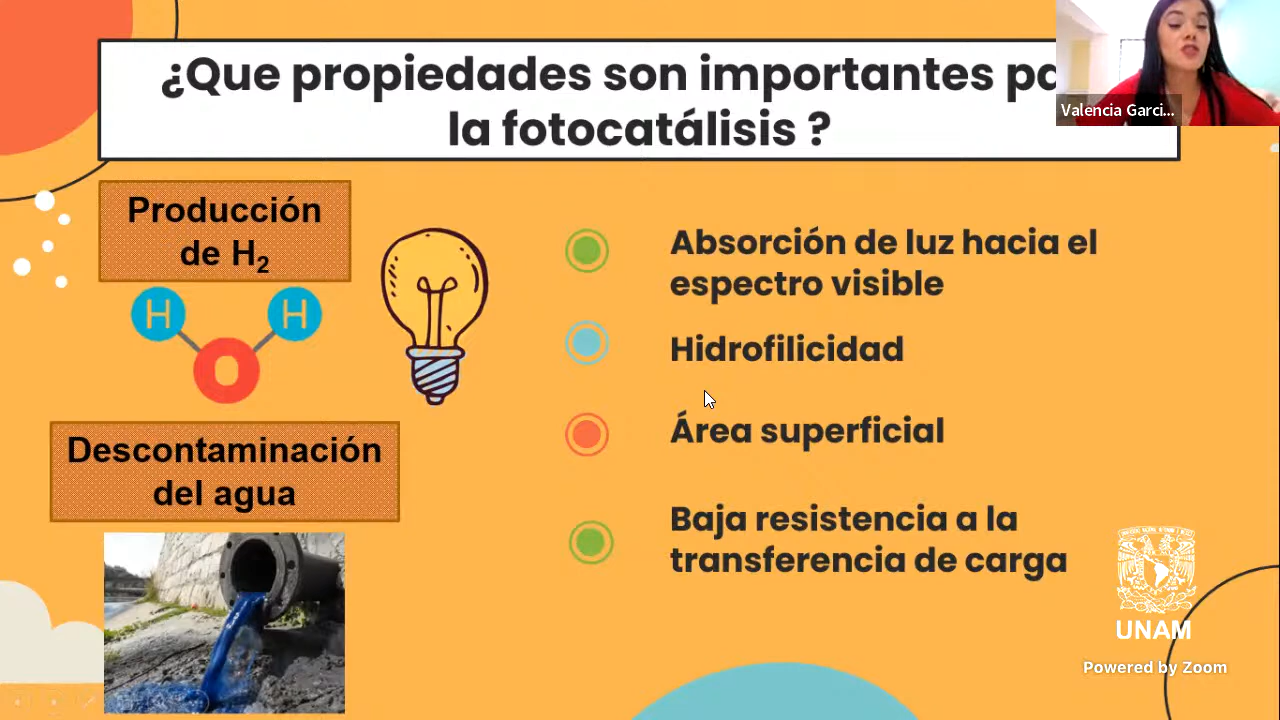 ¿Que propiedades son importantes
la fotocatálisis ?
Valencia Garci...
Producción
de H₂
H H
O
Absorción de luz hacia el
espectro visible
Hidrofilicidad
Área superficial
Descontaminación
del agua
Baja resistencia a la
transferencia de carga
UNAM
Powered by Zoom